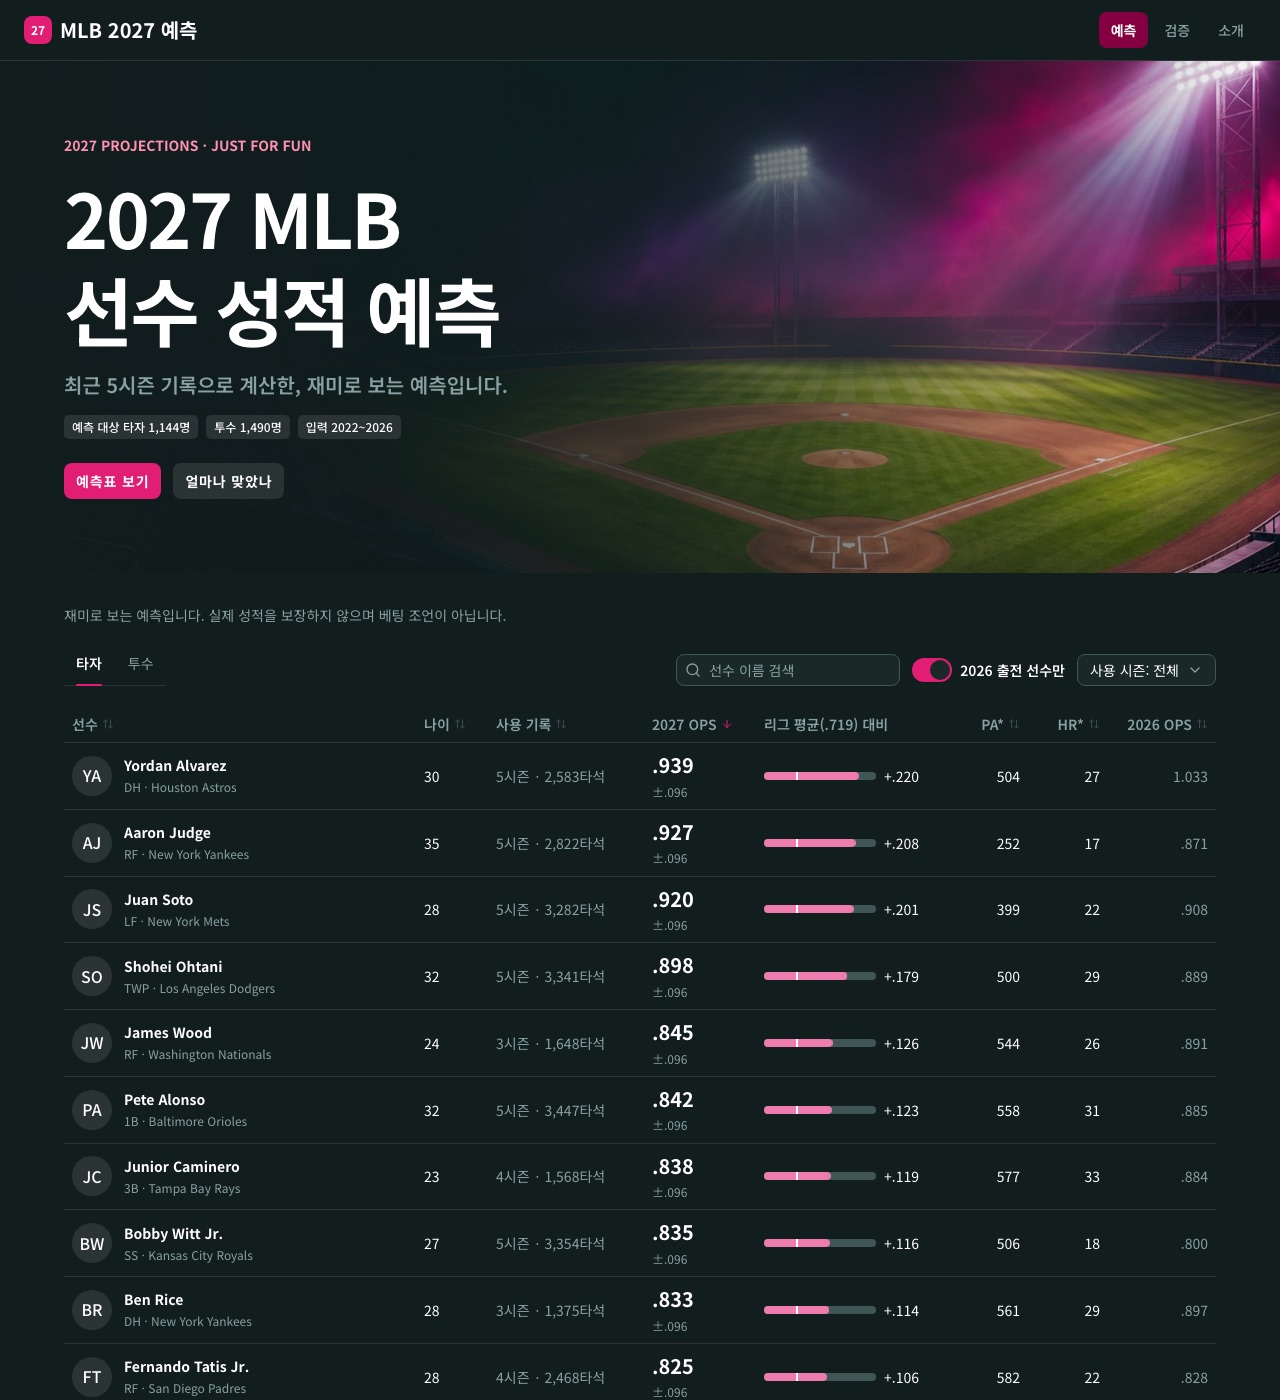 27 MLB 2027 예측
예측 검증 소개
2027 PROJECTIONS · JUST FOR FUN
2027 MLB
선수 성적 예측
최근 5시즌 기록으로 계산한, 재미로 보는 예측입니다.
예측 대상 타자 1,144명 투수 1,490명 입력 2022~2026
예측표 보기 얼마나 맞았나
재미로 보는 예측입니다. 실제 성적을 보장하지 않으며 베팅 조언이 아닙니다.
타자 투수 선수 이름 검색 2026 출전 선수만 사용 시즌: 전체
선수 나이 사용 기록 2027 OPS 리그 평균(.719) 대비 PA* HR* 2026 OPS
YA Yordan Alvarez 30 5시즌 · 2,583타석 .939 +.220 504 27 1.033
DH · Houston Astros ±.096
AJ Aaron Judge 35 5시즌 · 2,822타석 .927 +.208 252 17 .871
RF · New York Yankees ±.096
JS Juan Soto 28 5시즌 · 3,282타석 .920 +.201 399 22 .908
LF · New York Mets ±.096
SO Shohei Ohtani 32 5시즌 · 3,341타석 .898 +.179 500 29 .889
TWP · Los Angeles Dodgers ±.096
JW James Wood 24 3시즌 · 1,648타석 .845 +.126 544 26 .891
RF · Washington Nationals ±.096
PA Pete Alonso 32 5시즌 · 3,447타석 .842 +.123 558 31 .885
1B · Baltimore Orioles ±.096
JC Junior Caminero 23 4시즌 · 1,568타석 .838 +.119 577 33 .884
3B · Tampa Bay Rays ±.096
BW Bobby Witt Jr. 27 5시즌 · 3,354타석 .835 +.116 506 18 .800
SS · Kansas City Royals ±.096
BR Ben Rice 28 3시즌 · 1,375타석 .833 +.114 561 29 .897
DH · New York Yankees ±.096
FT Fernando Tatis Jr. 28 4시즌 · 2,468타석 .825 +.106 582 22 .828
RF · San Diego Padres ±.096